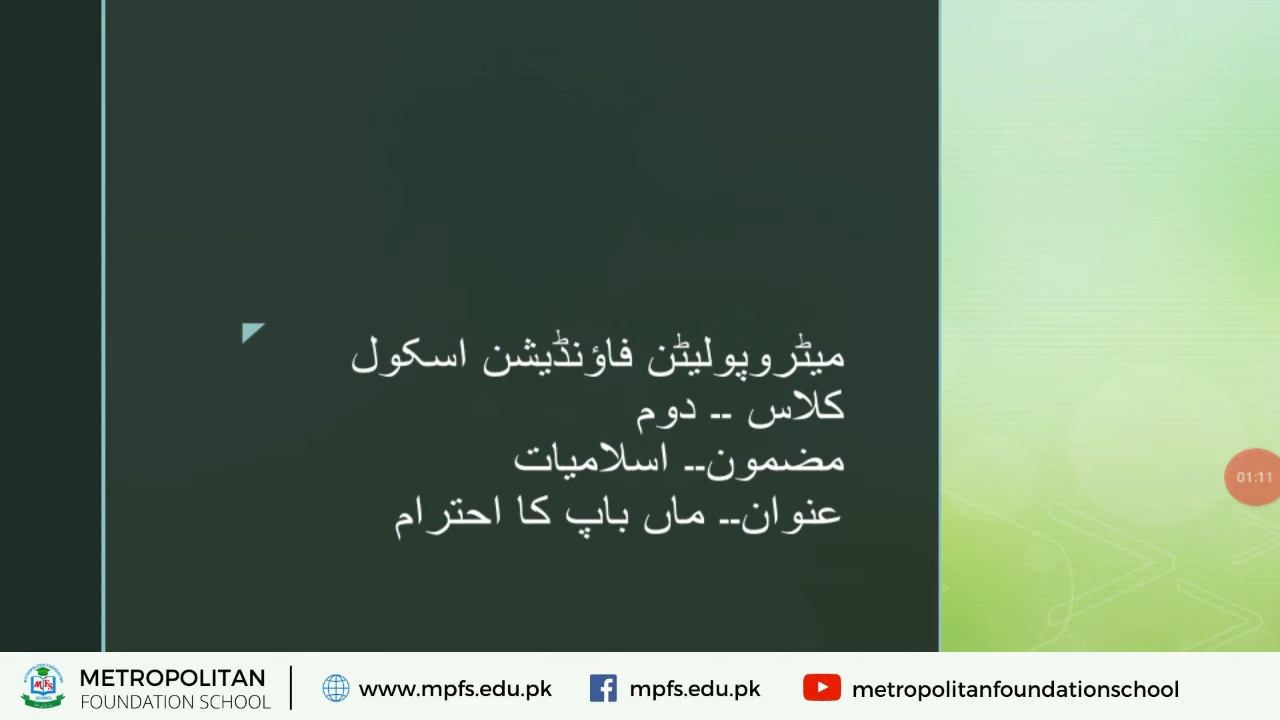 میٹروپولیٹن فاؤنڈیشن اسکول
کلاس -- دوم
مضمون-- اسلامیات
عنوان-- ماں باپ کا احترام
01:11
METROPOLITAN
FOUNDATION SCHOOL
www.mpfs.edu.pk
mpfs.edu.pk
metropolitanfoundationschool